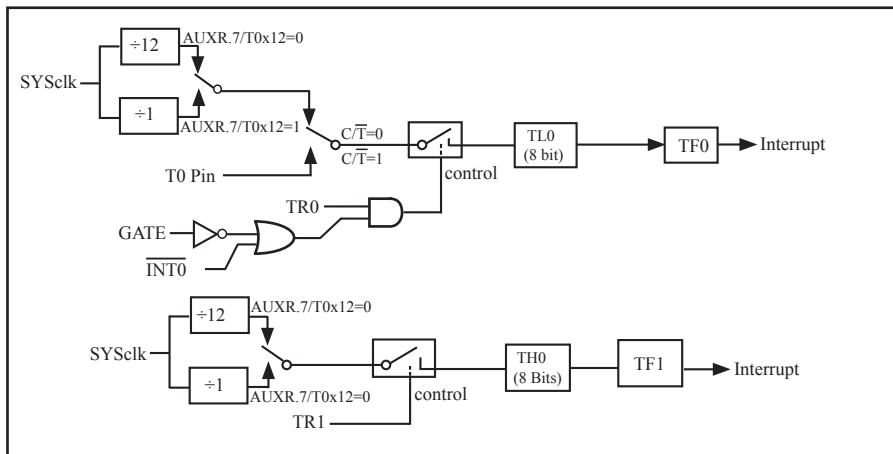 ÷12
AUXR.7/T0x12=0
SYSclk
÷1
AUXR.7/T0x12=1
C/T̅=0
C/T̅=1
T0 Pin
control
TL0
(8 bit)
TF0
Interrupt
TR0
GATE
I̅N̅T̅0̅
÷12
AUXR.7/T0x12=0
SYSclk
÷1
AUXR.7/T0x12=0
control
TR1
TH0
(8 Bits)
TF1
Interrupt